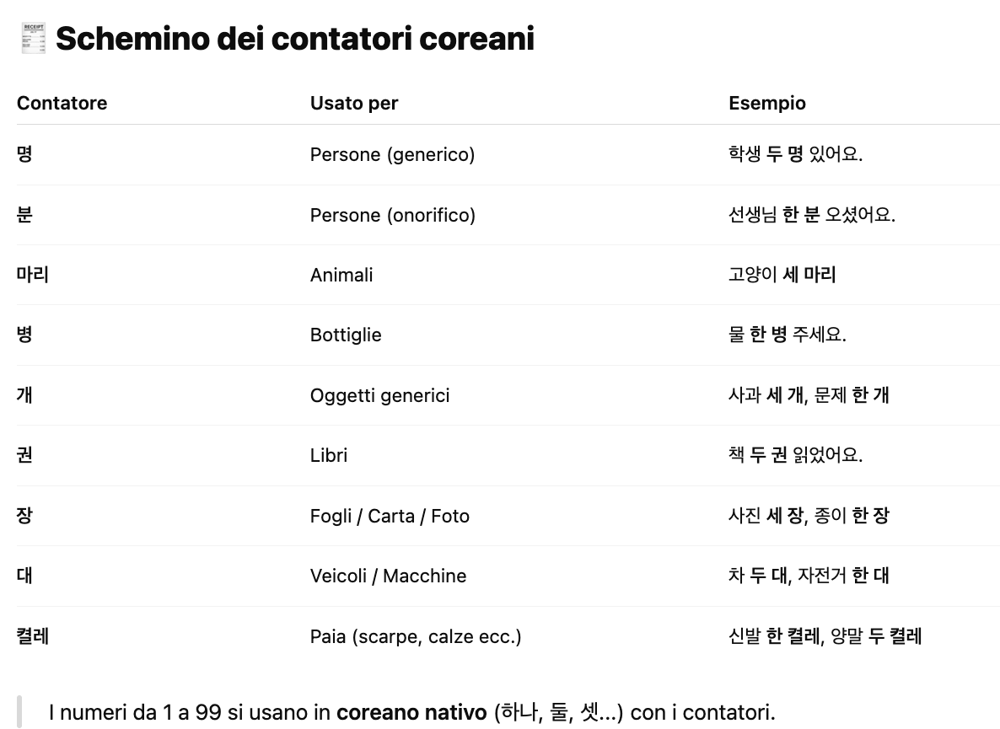 RECEIPT
Schemino dei contatori coreani
Contatore Usato per Esempio
명 Persone (generico) 학생 두 명 있어요.
분 Persone (onorifico) 선생님 한 분 오셨어요.
마리 Animali 고양이 세 마리
병 Bottiglie 물 한 병 주세요.
개 Oggetti generici 사과 세 개, 문제 한 개
권 Libri 책 두 권 읽었어요.
장 Fogli / Carta / Foto 사진 세 장, 종이 한 장
대 Veicoli / Macchine 차 두 대, 자전거 한 대
켤레 Paia (scarpe, calze ecc.) 신발 한 켤레, 양말 두 켤레
I numeri da 1 a 99 si usano in coreano nativo (하나, 둘, 셋...) con i contatori.